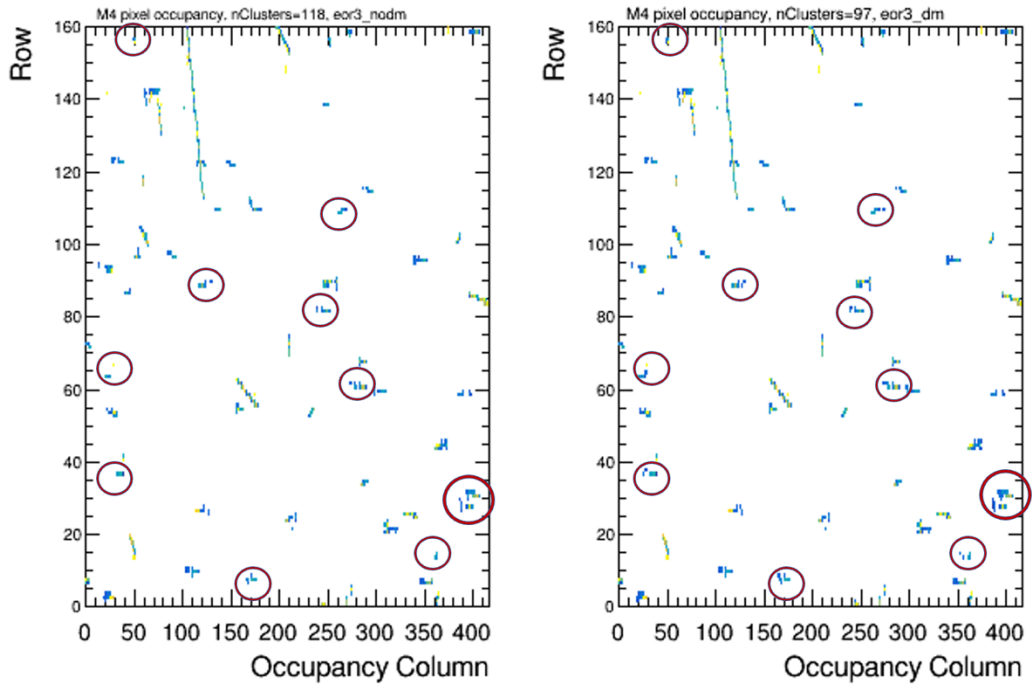 M4 pixel occupancy, nClusters=118, eor3_nodm
Row
160
140
120
100
80
60
40
20
0
0 50 100 150 200 250 300 350 400
Occupancy Column
M4 pixel occupancy, nClusters=97, eor3_dm
Row
160
140
120
100
80
60
40
20
0
0 50 100 150 200 250 300 350 400
Occupancy Column